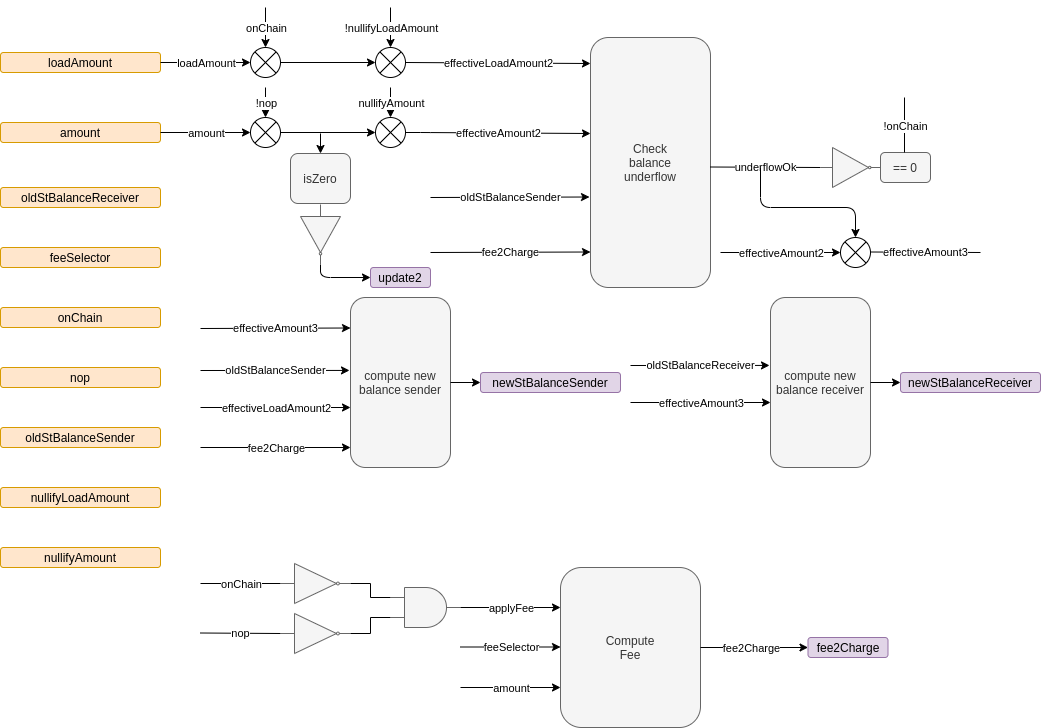 onChain
!nullifyLoadAmount
loadAmount
loadAmount
effectiveLoadAmount2
!nop
nullifyAmount
amount
amount
effectiveAmount2
Check
balance
underflow
!onChain
underflowOk
== 0
isZero
oldStBalanceReceiver
oldStBalanceSender
feeSelector
fee2Charge
effectiveAmount2
effectiveAmount3
update2
onChain
effectiveAmount3
nop
oldStBalanceSender
effectiveLoadAmount2
fee2Charge
compute new
balance sender
newStBalanceSender
oldStBalanceReceiver
effectiveAmount3
compute new
balance receiver
newStBalanceReceiver
oldStBalanceSender
nullifyLoadAmount
nullifyAmount
onChain
nop
applyFee
feeSelector
amount
Compute
Fee
fee2Charge
fee2Charge